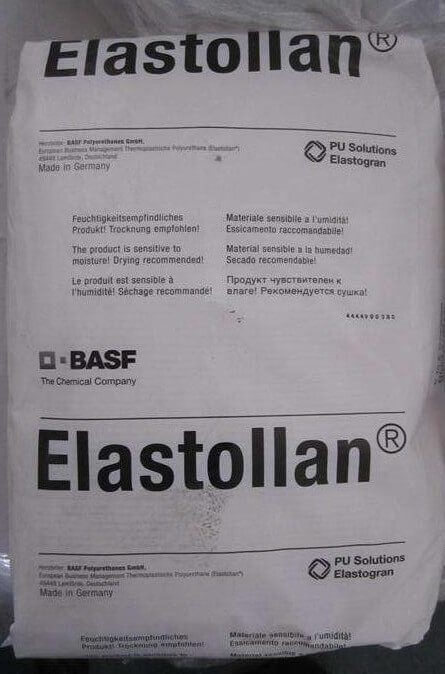 Elastollan®
Hersteller: BASF Polyurethanes GmbH,
European Business Management Thermoplastische Polyurethane (Elastollan®)
49448 Lemförde, Deutschland
Made in Germany
PU Solutions
Elastogran
Feuchtigkeitsempfindliches
Produkt! Trocknung empfohlen!
The product is sensitive to
moisture! Drying recommended!
Le produit est sensible à
l'humidité! Séchage recommandé!
Materiale sensibile a l'umidità!
Essicamento raccomandabile!
Material sensible a la humedad!
Secado recomendable!
Продукт чувствителен к
влаге! Рекомендуется сушка!
BASF
The Chemical Company
Elastollan®
Hersteller: BASF Polyurethanes GmbH,
European Business Management Thermoplastische Polyurethane (Elastollan®)
49448 Lemförde, Deutschland
Made in Germany
PU Solutions
Elastogran
Feuchtigkeitsempfindliches
Produkt! Trocknung empfohlen!
Materiale sensibile a l'umidità!
Essicamento raccomandabile!